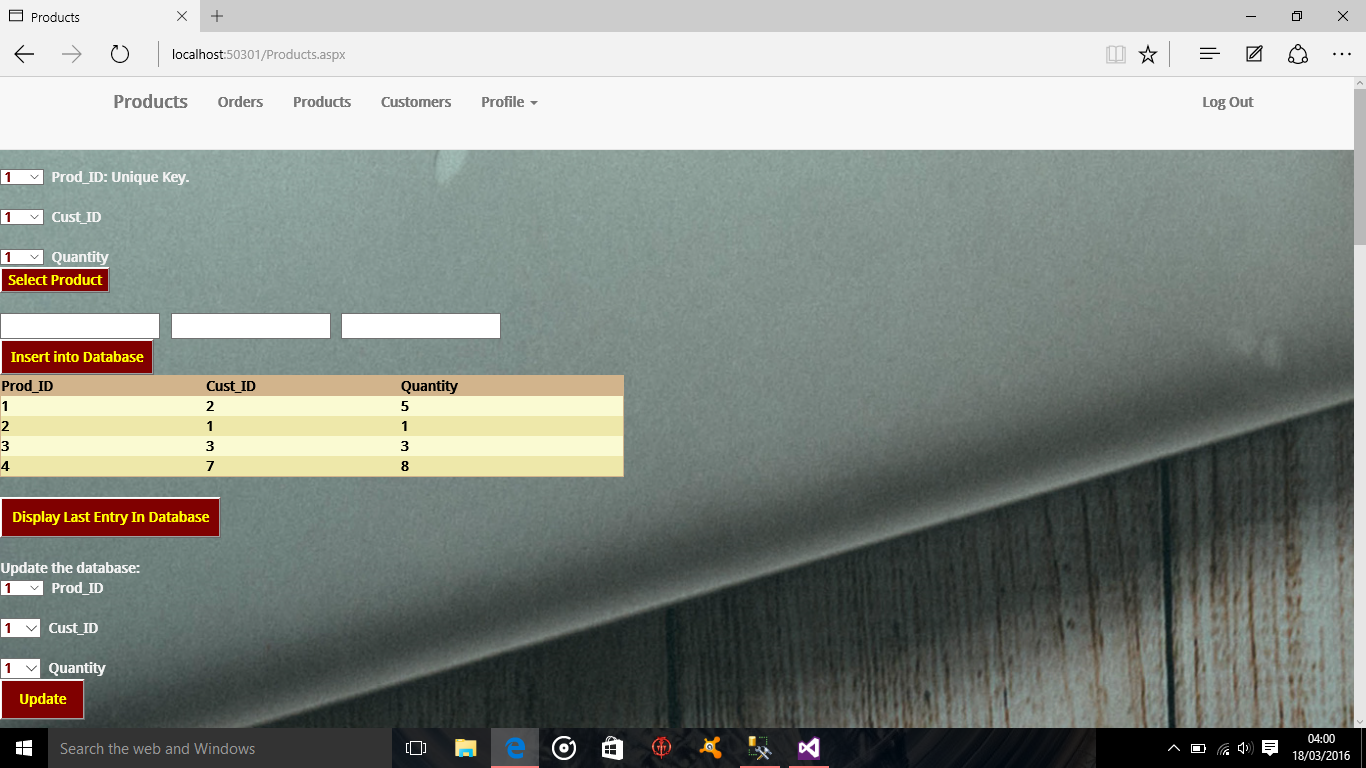 Products
localhost:50301/Products.aspx
Products Orders Products Customers Profile Log Out
1 Prod_ID: Unique Key.
1 Cust_ID
1 Quantity
Select Product
Insert into Database
Prod_ID Cust_ID Quantity
1 2 5
2 1 1
3 3 3
4 7 8
Display Last Entry In Database
Update the database:
1 Prod_ID
1 Cust_ID
1 Quantity
Update
Search the web and Windows
04:00
18/03/2016